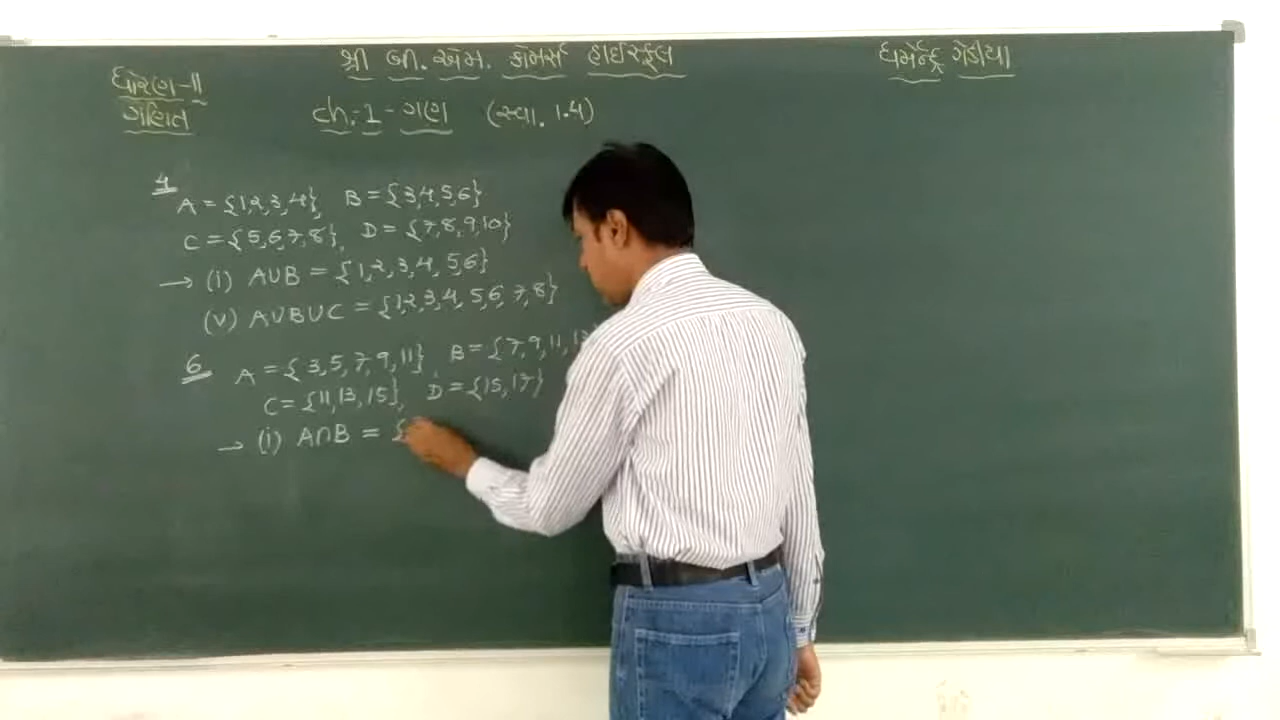 શ્રી બી. એમ. કોમર્સ હાઈસ્કૂલ
ધર્મેન્દ્ર ગેડીયા
ધોરણ-11
ગણિત
ch.-1-ગણ (સ્વા. 1.4)
4
A = {1,2,3,4}, B = {3,4,5,6}
C = {5,6,7,8}, D = {7,8,9,10}
→ (i) A∪B = {1,2,3,4,5,6}
(v) A∪B∪C = {1,2,3,4,5,6,7,8}
6
A = {3,5,7,9,11}, B = {7,9,11,13
C = {11,13,15}, D = {15,17}
→ (i) A∩B = {